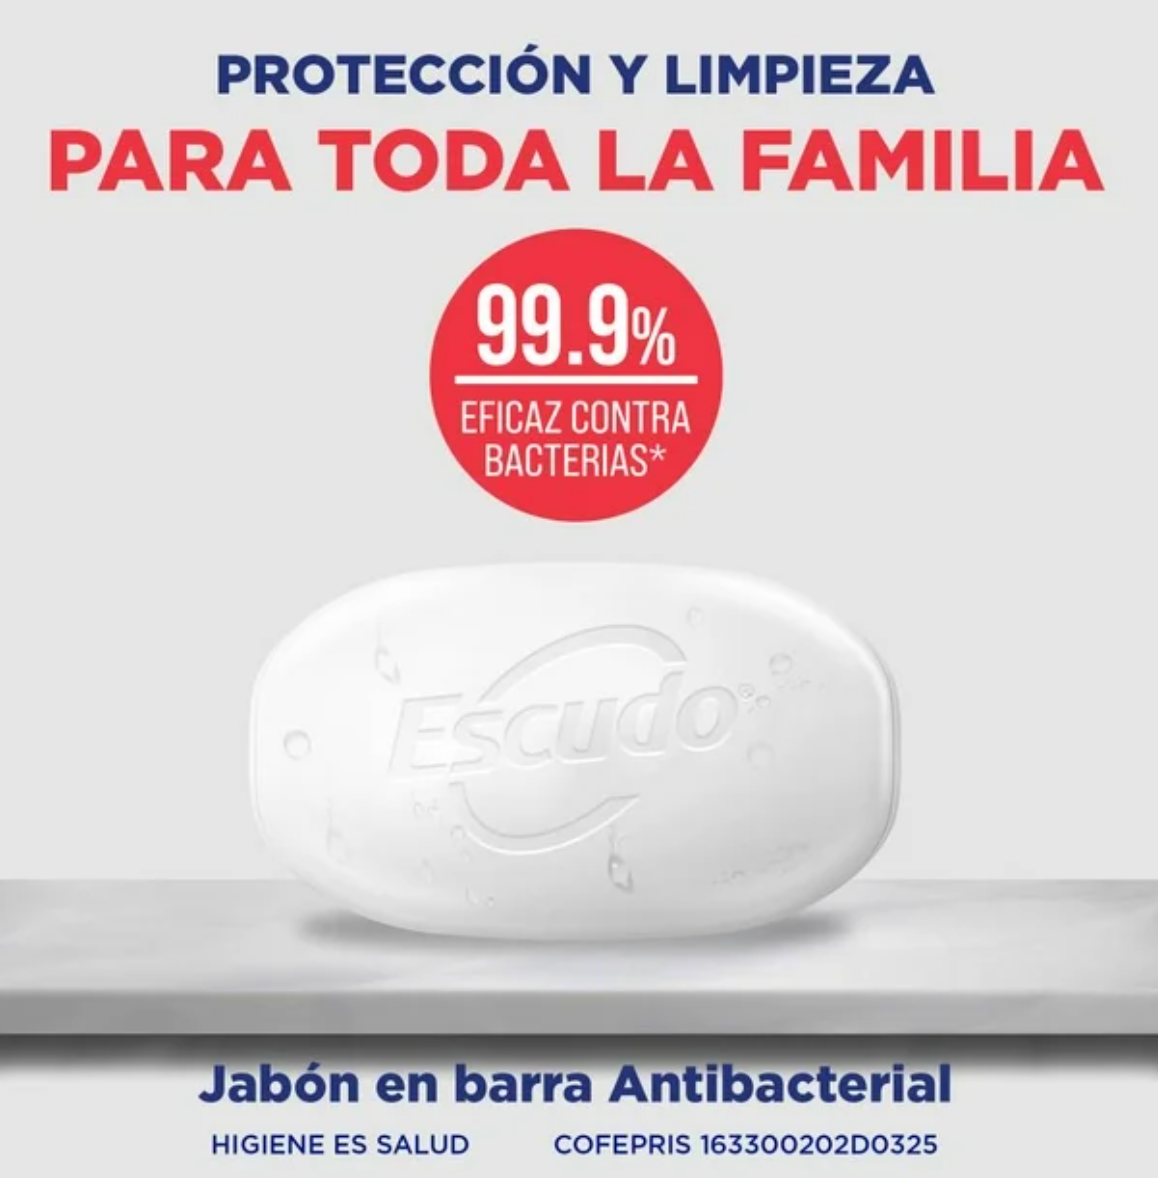 PROTECCIÓN Y LIMPIEZA
PARA TODA LA FAMILIA
99.9%
EFICAZ CONTRA
BACTERIAS*
Escudo®
Jabón en barra Antibacterial
HIGIENE ES SALUD COFEPRIS 163300202D0325